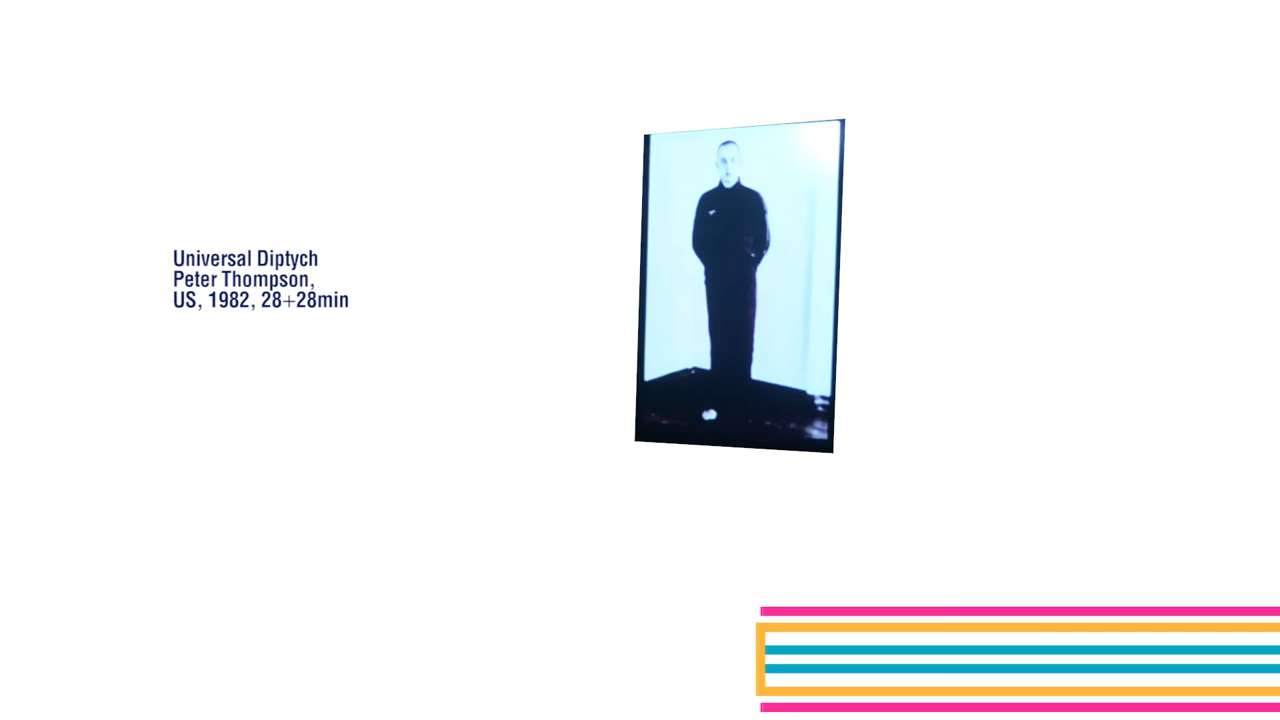 Universal Diptych
Peter Thompson,
US, 1982, 28+28min